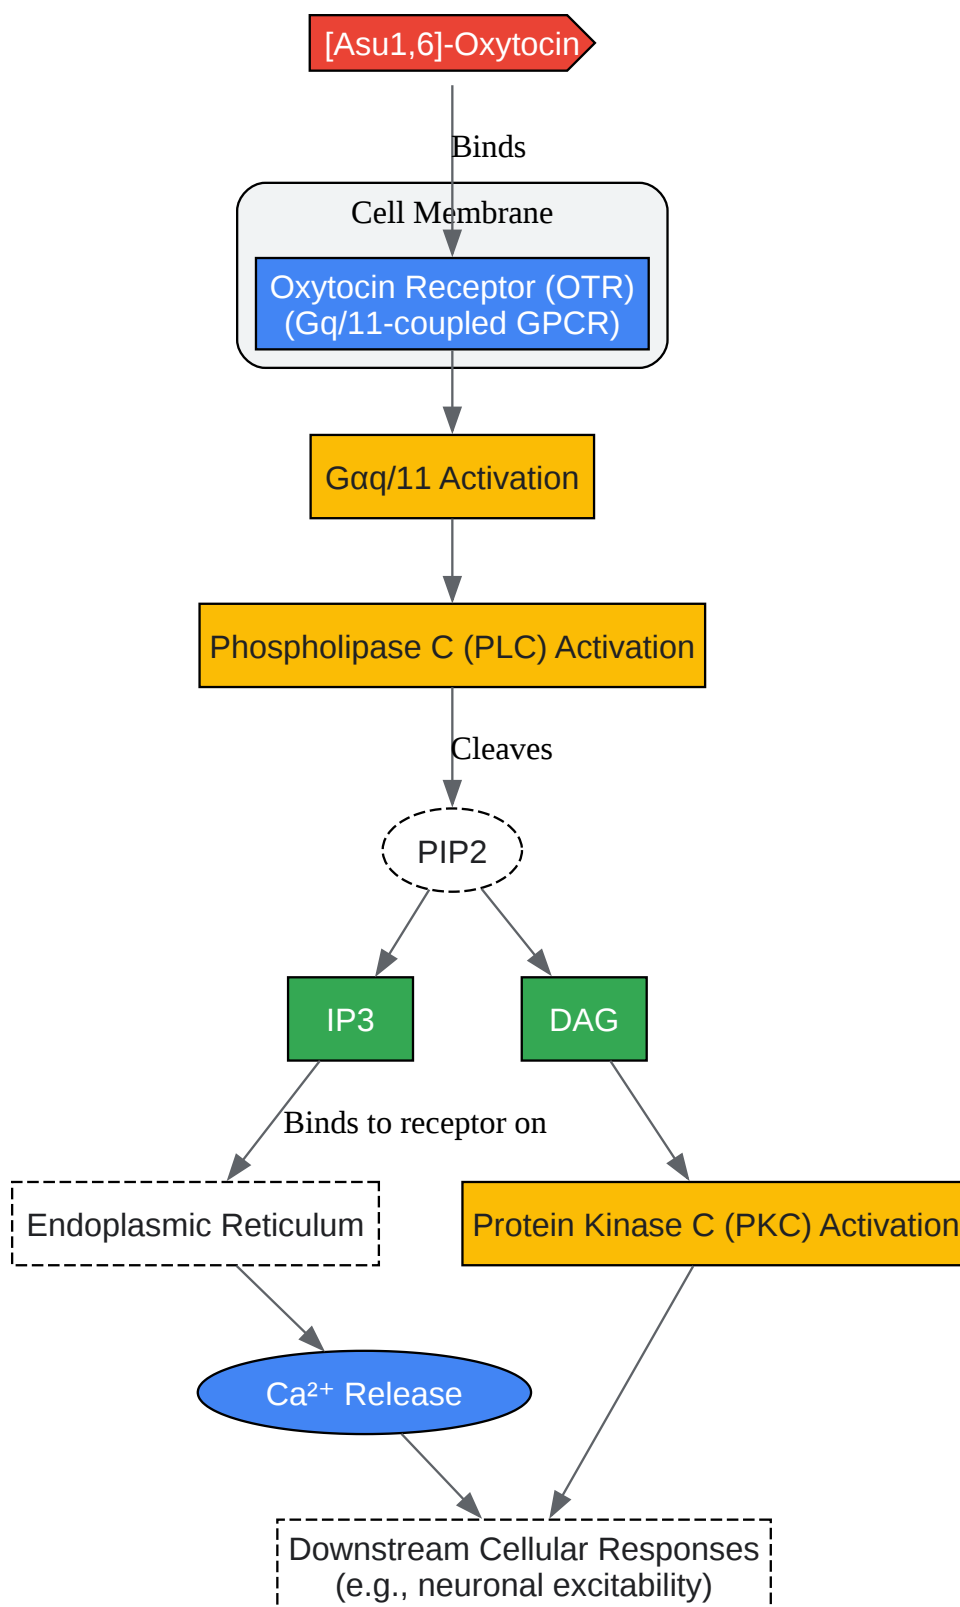 [Asu1,6]-Oxytocin
Binds
Cell Membrane
Oxytocin Receptor (OTR)
(Gq/11-coupled GPCR)
Gαq/11 Activation
Phospholipase C (PLC) Activation
Cleaves
PIP2
IP3
DAG
Binds to receptor on
Endoplasmic Reticulum
Protein Kinase C (PKC) Activation
Ca²⁺ Release
Downstream Cellular Responses
(e.g., neuronal excitability)